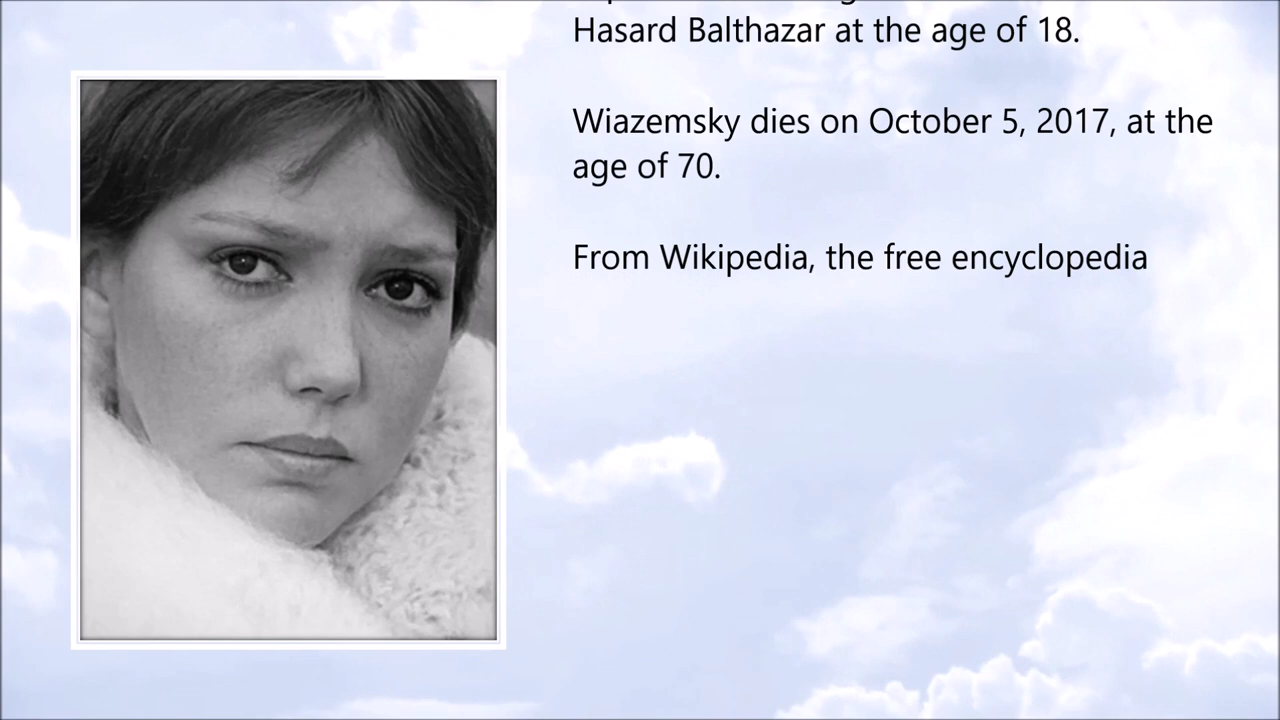 Hasard Balthazar at the age of 18.
Wiazemsky dies on October 5, 2017, at the
age of 70.
From Wikipedia, the free encyclopedia